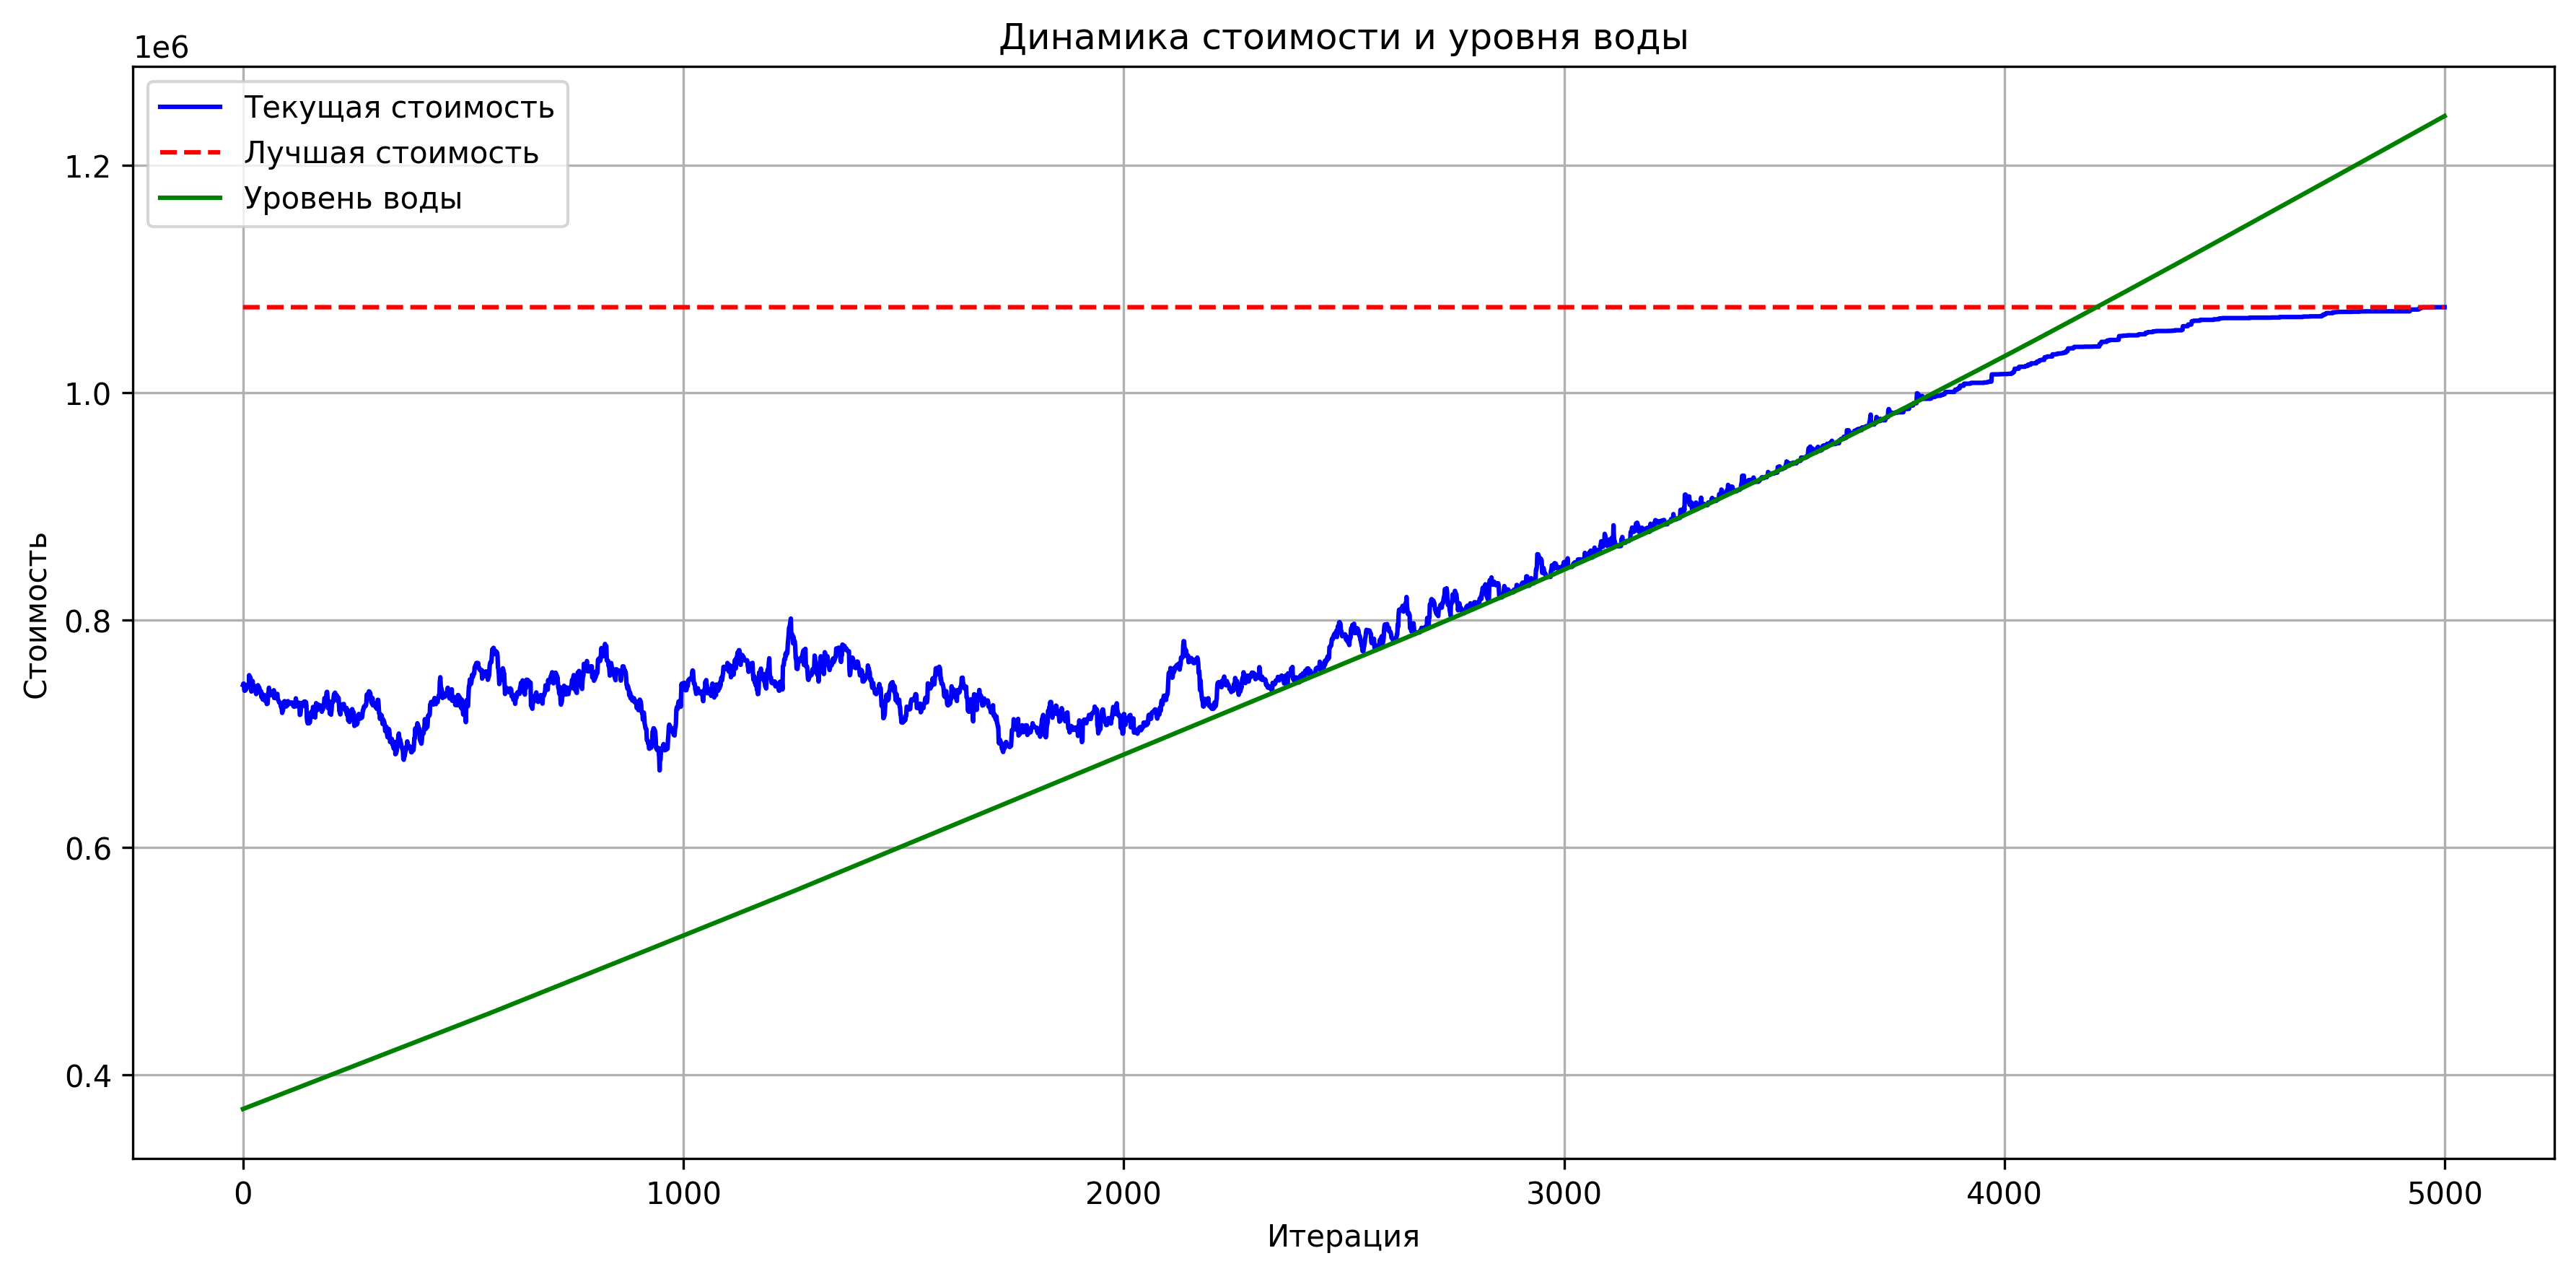 Динамика стоимости и уровня воды
1e6
Текущая стоимость
Лучшая стоимость
Уровень воды
1.2
1.0
0.8
0.6
0.4
Стоимость
0 1000 2000 3000 4000 5000
Итерация